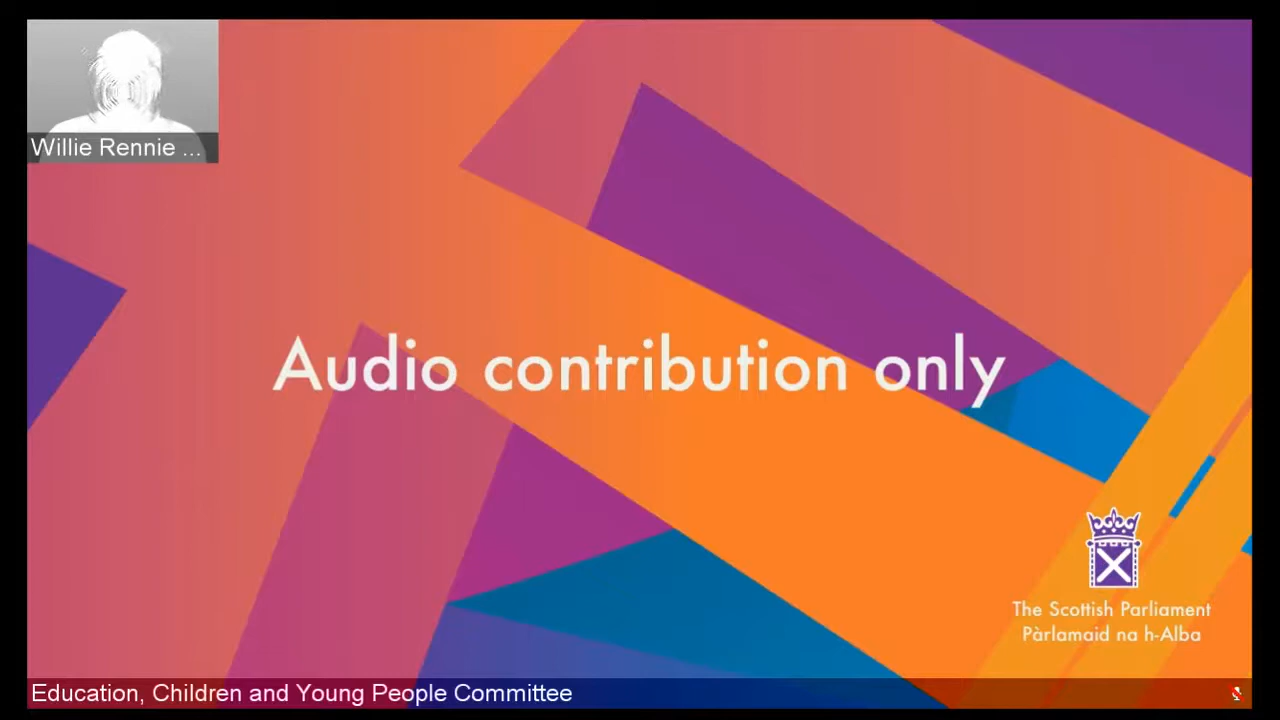 Willie Rennie ...
Audio contribution only
The Scottish Parliament
Pàrlamaid na h-Alba
Education, Children and Young People Committee